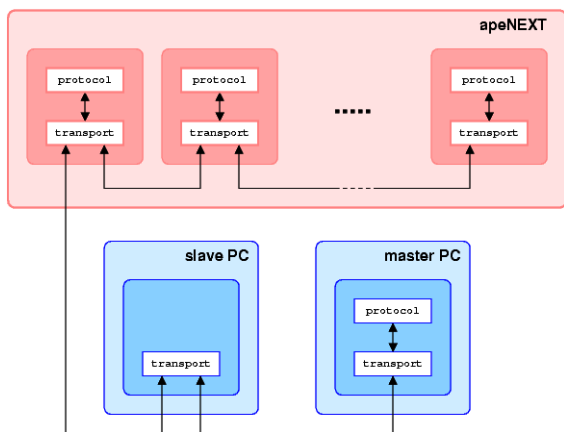 apeNEXT
protocol protocol protocol
.....
transport transport transport
slave PC master PC
protocol
transport transport